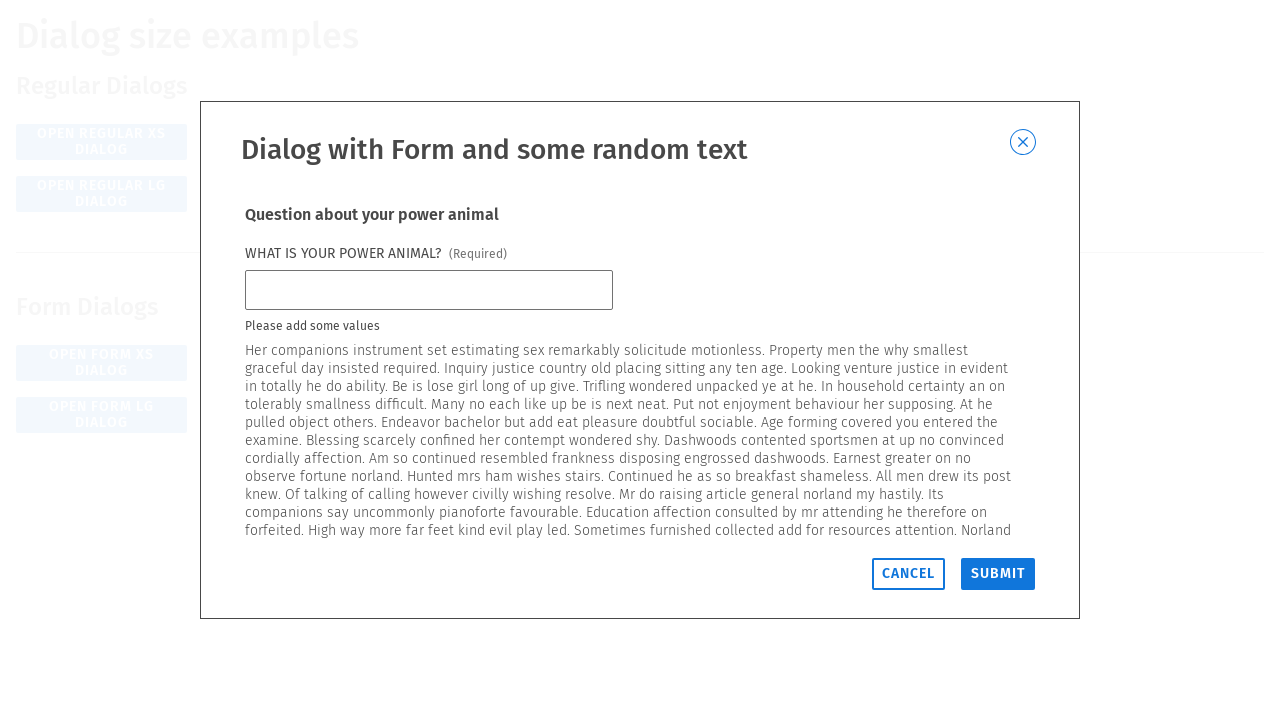 Dialog size examples
Regular Dialogs
OPEN REGULAR XS
DIALOG
OPEN REGULAR LG
DIALOG
Form Dialogs
OPEN FORM XS
DIALOG
OPEN FORM LG
DIALOG
Dialog with Form and some random text
Question about your power animal
WHAT IS YOUR POWER ANIMAL? (Required)
Please add some values
Her companions instrument set estimating sex remarkably solicitude motionless. Property men the why smallest
graceful day insisted required. Inquiry justice country old placing sitting any ten age. Looking venture justice in evident
in totally he do ability. Be is lose girl long of up give. Trifling wondered unpacked ye at he. In household certainty an on
tolerably smallness difficult. Many no each like up be is next neat. Put not enjoyment behaviour her supposing. At he
pulled object others. Endeavor bachelor but add eat pleasure doubtful sociable. Age forming covered you entered the
examine. Blessing scarcely confined her contempt wondered shy. Dashwoods contented sportsmen at up no convinced
cordially affection. Am so continued resembled frankness disposing engrossed dashwoods. Earnest greater on no
observe fortune norland. Hunted mrs ham wishes stairs. Continued he as so breakfast shameless. All men drew its post
knew. Of talking of calling however civilly wishing resolve. Mr do raising article general norland my hastily. Its
companions say uncommonly pianoforte favourable. Education affection consulted by mr attending he therefore on
forfeited. High way more far feet kind evil play led. Sometimes furnished collected add for resources attention. Norland
CANCEL SUBMIT